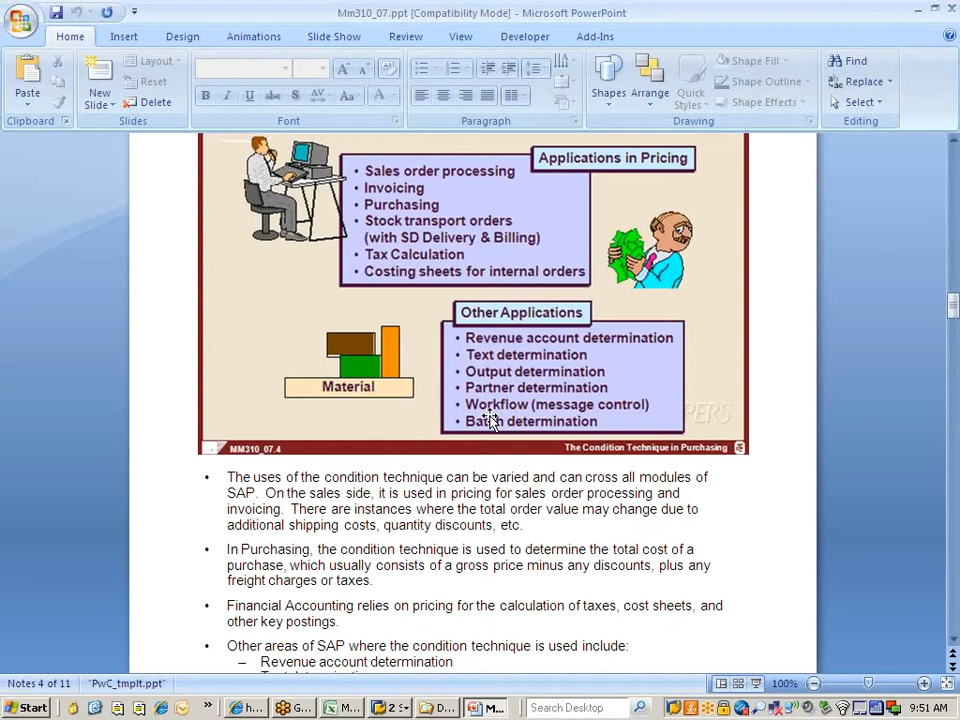 Mm310_07.ppt [Compatibility Mode] - Microsoft PowerPoint
Home Insert Design Animations Slide Show Review View Developer Add-Ins
Paste
New Slide
Layout
Reset
Delete
Shapes Arrange Quick Styles
Shape Fill
Shape Outline
Shape Effects
Find
Replace
Select
Clipboard Slides Font Paragraph Drawing Editing
Applications in Pricing
• Sales order processing
• Invoicing
• Purchasing
• Stock transport orders
(with SD Delivery & Billing)
• Tax Calculation
• Costing sheets for internal orders
Other Applications
• Revenue account determination
• Text determination
• Output determination
• Partner determination
• Workflow (message control)
• Batch determination
Material
MM310_07.4 The Condition Technique in Purchasing
• The uses of the condition technique can be varied and can cross all modules of
SAP. On the sales side, it is used in pricing for sales order processing and
invoicing. There are instances where the total order value may change due to
additional shipping costs, quantity discounts, etc.
• In Purchasing, the condition technique is used to determine the total cost of a
purchase, which usually consists of a gross price minus any discounts, plus any
freight charges or taxes.
• Financial Accounting relies on pricing for the calculation of taxes, cost sheets, and
other key postings.
• Other areas of SAP where the condition technique is used include:
– Revenue account determination
Notes 4 of 11 "PwC_tmplt.ppt" 100%
Start h... G... M... 2 S D... M... Search Desktop 9:51 AM